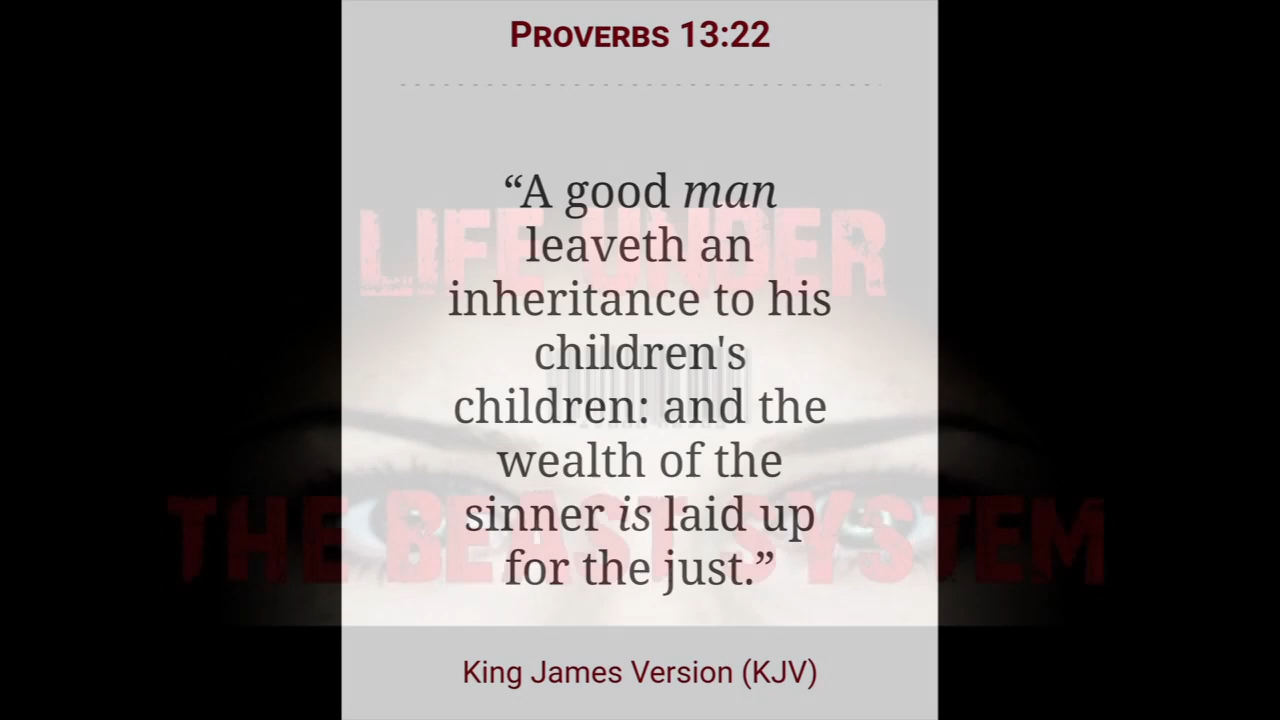 PROVERBS 13:22
“A good man
LIFE UNDER
leaveth an
inheritance to his
children's
children: and the
wealth of the
sinner is laid up
THE BEAST SYSTEM
for the just.”
King James Version (KJV)